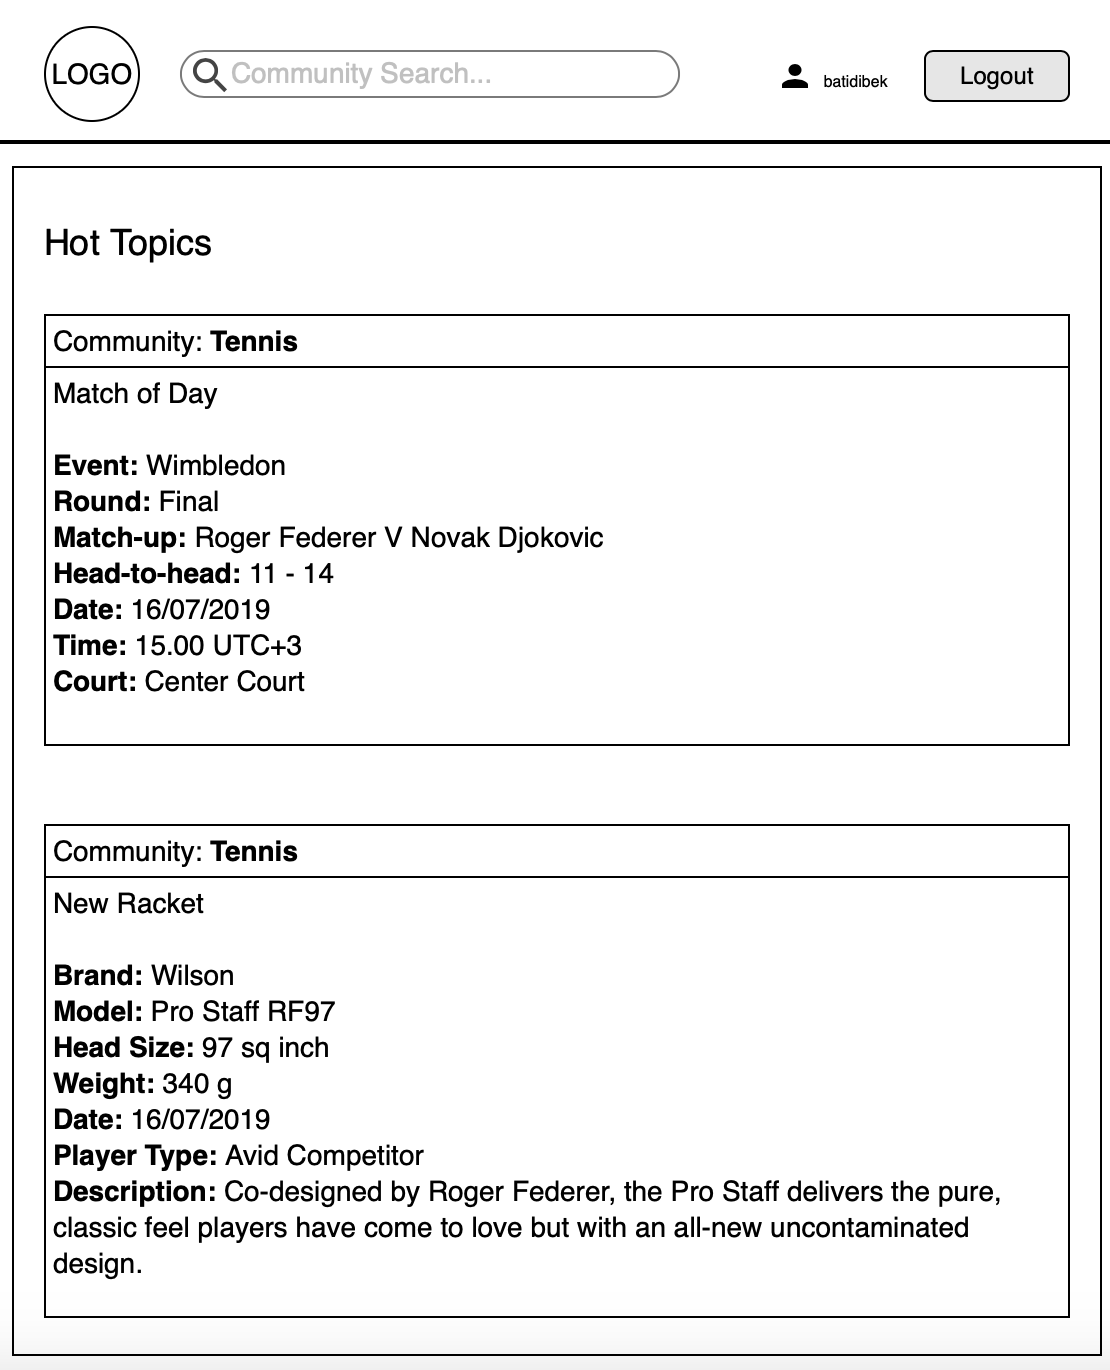 LOGO
Community Search...
batidibek
Logout
Hot Topics
Community: Tennis
Match of Day
Event: Wimbledon
Round: Final
Match-up: Roger Federer V Novak Djokovic
Head-to-head: 11 - 14
Date: 16/07/2019
Time: 15.00 UTC+3
Court: Center Court
Community: Tennis
New Racket
Brand: Wilson
Model: Pro Staff RF97
Head Size: 97 sq inch
Weight: 340 g
Date: 16/07/2019
Player Type: Avid Competitor
Description: Co-designed by Roger Federer, the Pro Staff delivers the pure,
classic feel players have come to love but with an all-new uncontaminated
design.